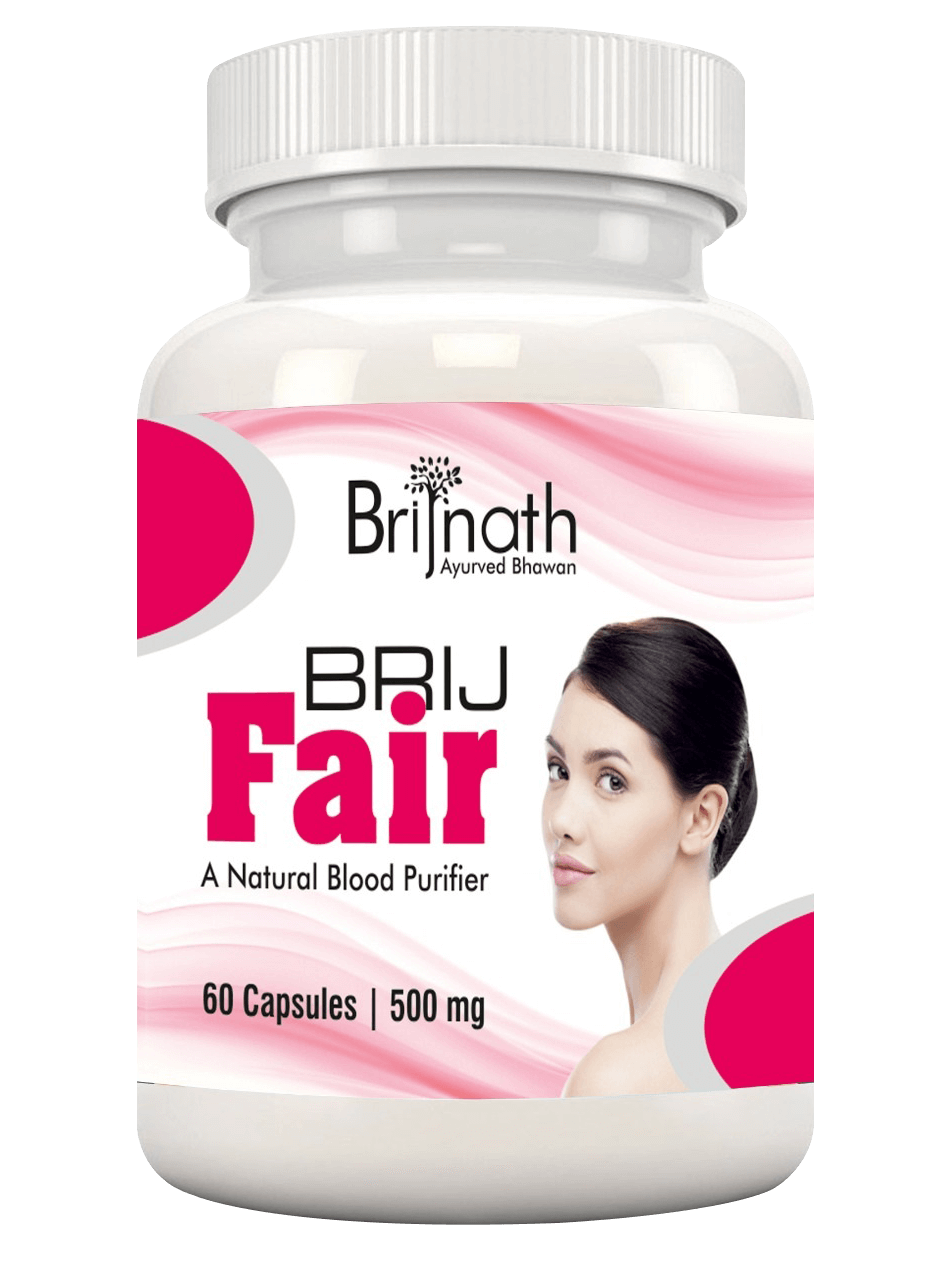 Brijnath
Ayurved Bhawan
BRIJ
Fair
A Natural Blood Purifier
60 Capsules | 500 mg